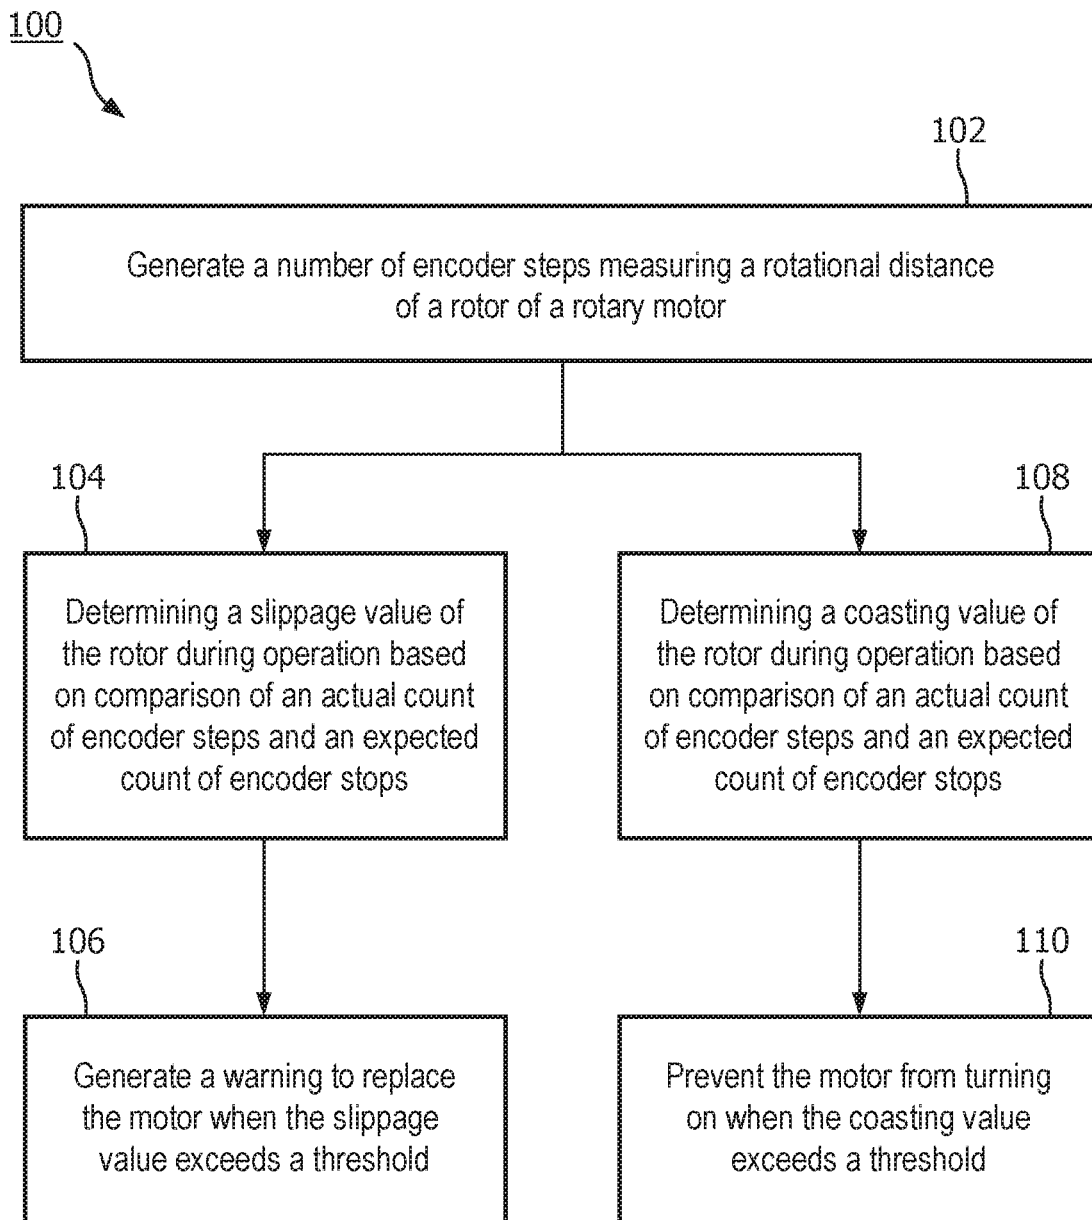 100
102
Generate a number of encoder steps measuring a rotational distance
of a rotor of a rotary motor
104
Determining a slippage value of
the rotor during operation based
on comparison of an actual count
of encoder steps and an expected
count of encoder stops
108
Determining a coasting value of
the rotor during operation based
on comparison of an actual count
of encoder steps and an expected
count of encoder stops
106
Generate a warning to replace
the motor when the slippage
value exceeds a threshold
110
Prevent the motor from turning
on when the coasting value
exceeds a threshold